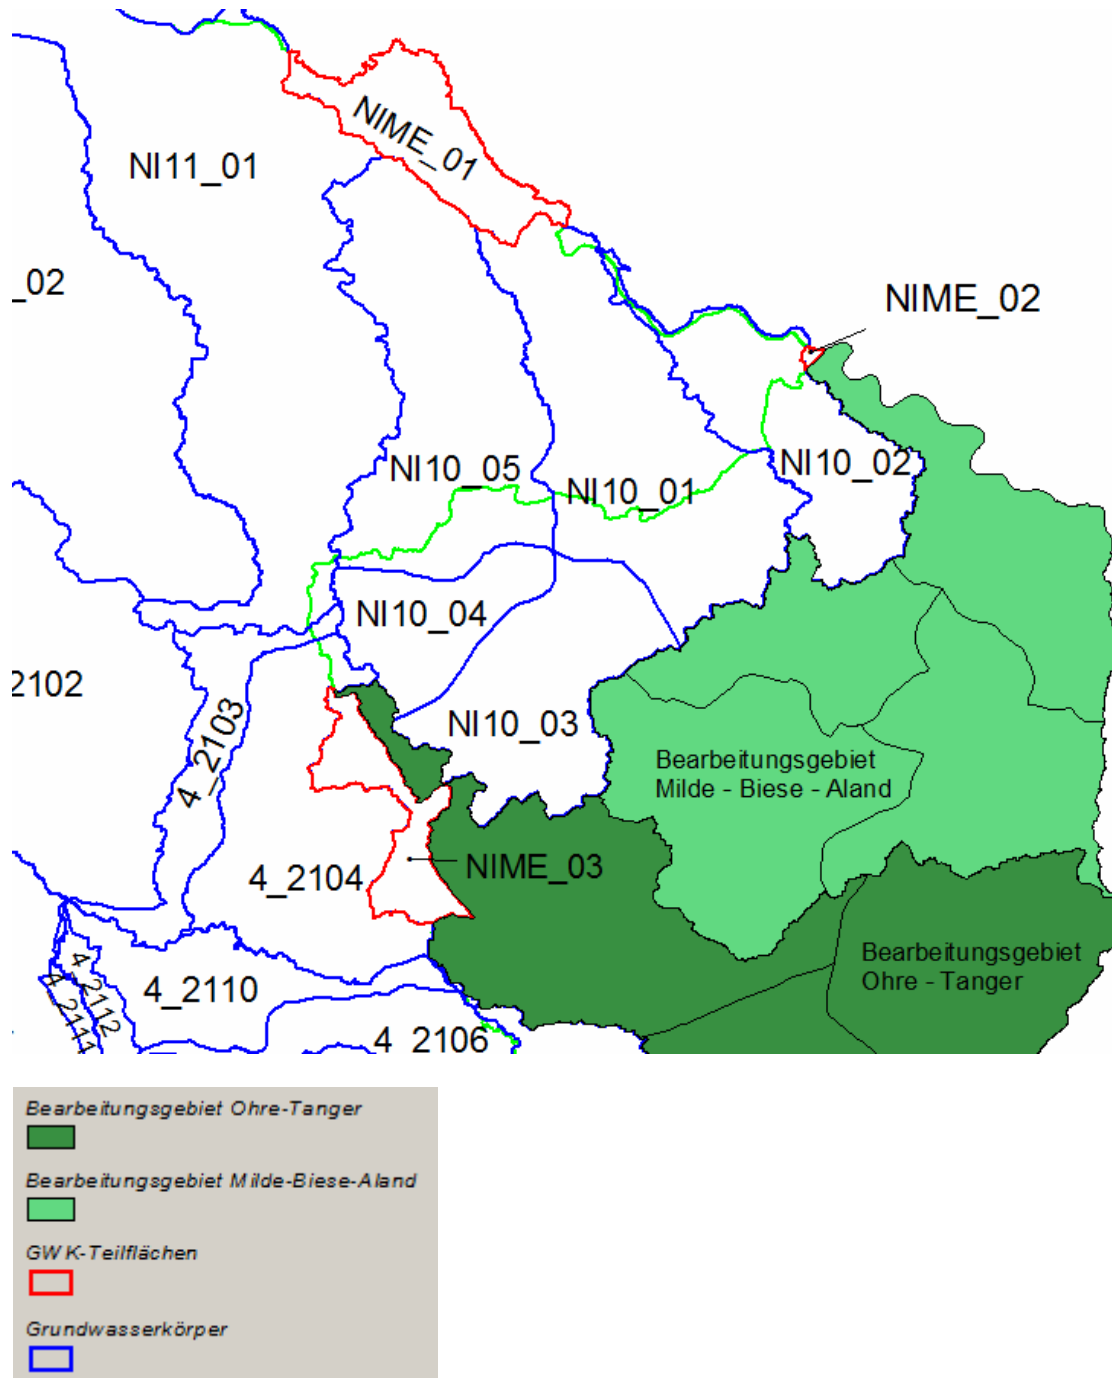 NIME_01
NI11_01
_02
NIME_02
NI10_05
NI10_01
NI10_02
NI10_04
2102
4_2103
NI10_03
Bearbeitungsgebiet
Milde - Biese - Aland
4_2104
NIME_03
Bearbeitungsgebiet
Ohre - Tanger
4_2112
4_2111
4_2110
4_2106
Bearbeitungsgebiet Ohre-Tanger
Bearbeitungsgebiet Milde-Biese-Aland
GWK-Teilflächen
Grundwasserkörper